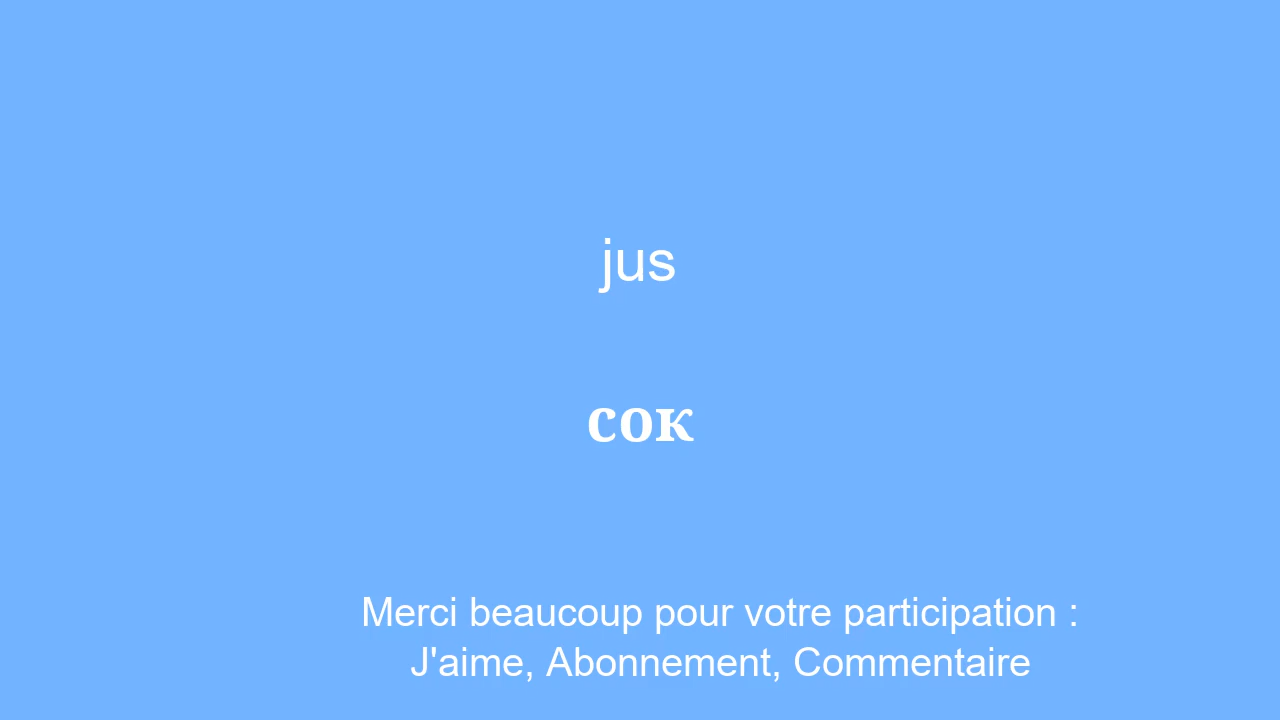 jus
сок
Merci beaucoup pour votre participation :
J'aime, Abonnement, Commentaire